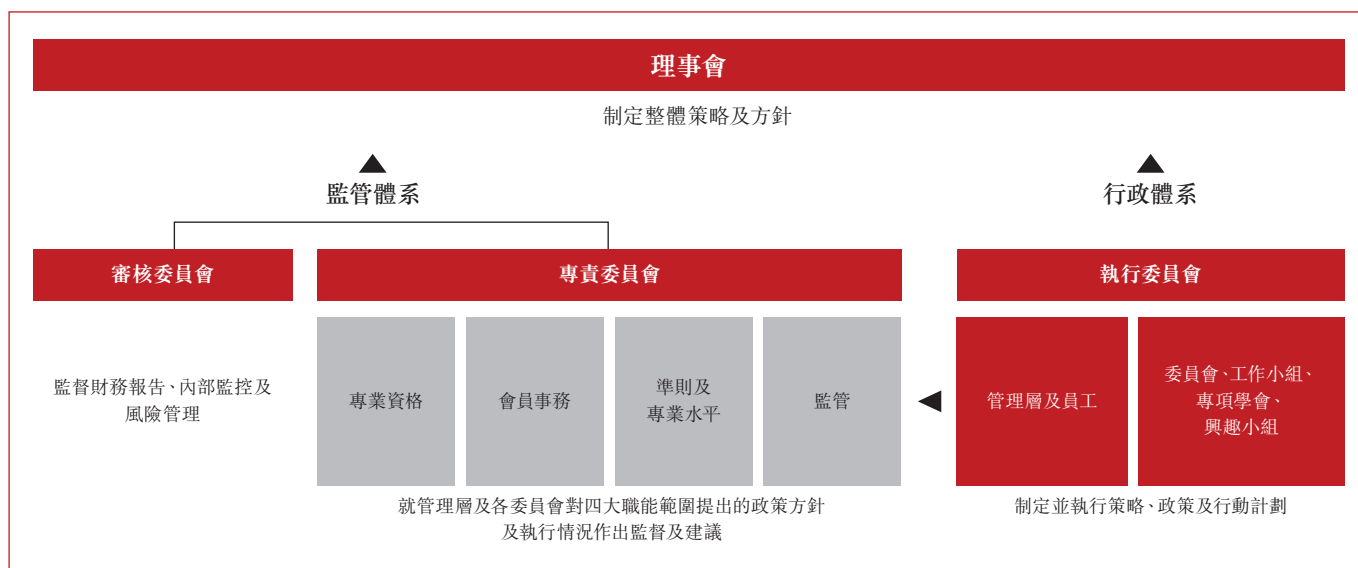 理事會
制定整體策略及方針
監管體系
行政體系
審核委員會
專責委員會
執行委員會
監督財務報告、內部監控及
風險管理
專業資格
會員事務
準則及
專業水平
監管
管理層及員工
委員會、工作小組、
專項學會、
興趣小組
就管理層及各委員會對四大職能範圍提出的政策方針
及執行情況作出監督及建議
制定並執行策略、政策及行動計劃